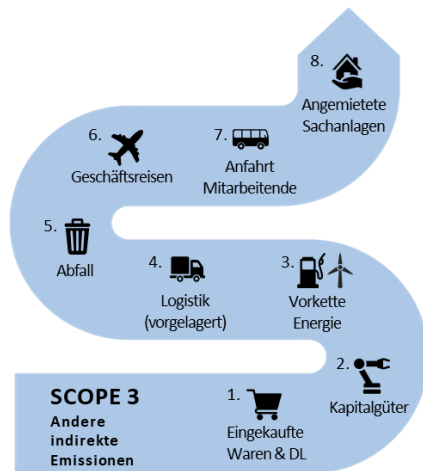 8.
Angemietete
Sachanlagen
6.
Geschäftsreisen
7.
Anfahrt
Mitarbeitende
5.
Abfall
4.
Logistik
(vorgelagert)
3.
Vorkette
Energie
2.
Kapitalgüter
SCOPE 3
Andere
indirekte
Emissionen
1.
Eingekaufte
Waren & DL